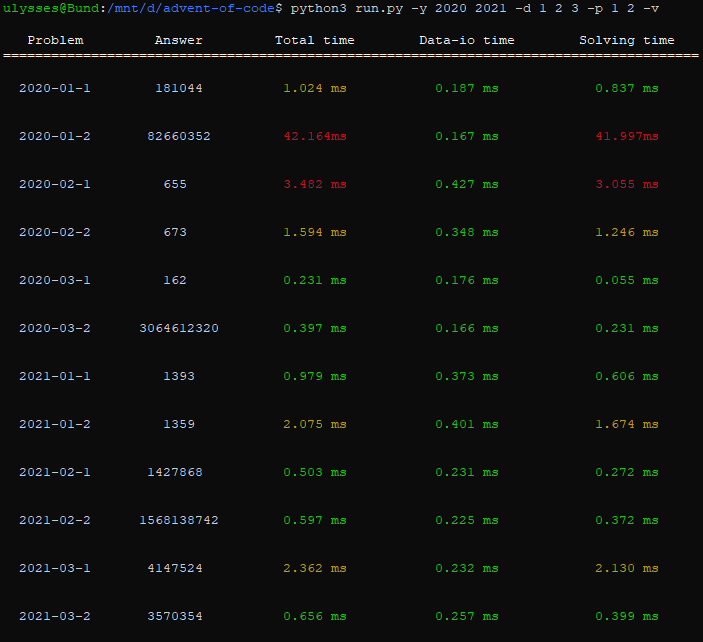 ulysses@Bund:/mnt/d/advent-of-code$ python3 run.py -y 2020 2021 -d 1 2 3 -p 1 2 -v
Problem Answer Total time Data-io time Solving time
=======================================================================================
2020-01-1 181044 1.024 ms 0.187 ms 0.837 ms
2020-01-2 82660352 42.164ms 0.167 ms 41.997ms
2020-02-1 655 3.482 ms 0.427 ms 3.055 ms
2020-02-2 673 1.594 ms 0.348 ms 1.246 ms
2020-03-1 162 0.231 ms 0.176 ms 0.055 ms
2020-03-2 3064612320 0.397 ms 0.166 ms 0.231 ms
2021-01-1 1393 0.979 ms 0.373 ms 0.606 ms
2021-01-2 1359 2.075 ms 0.401 ms 1.674 ms
2021-02-1 1427868 0.503 ms 0.231 ms 0.272 ms
2021-02-2 1568138742 0.597 ms 0.225 ms 0.372 ms
2021-03-1 4147524 2.362 ms 0.232 ms 2.130 ms
2021-03-2 3570354 0.656 ms 0.257 ms 0.399 ms